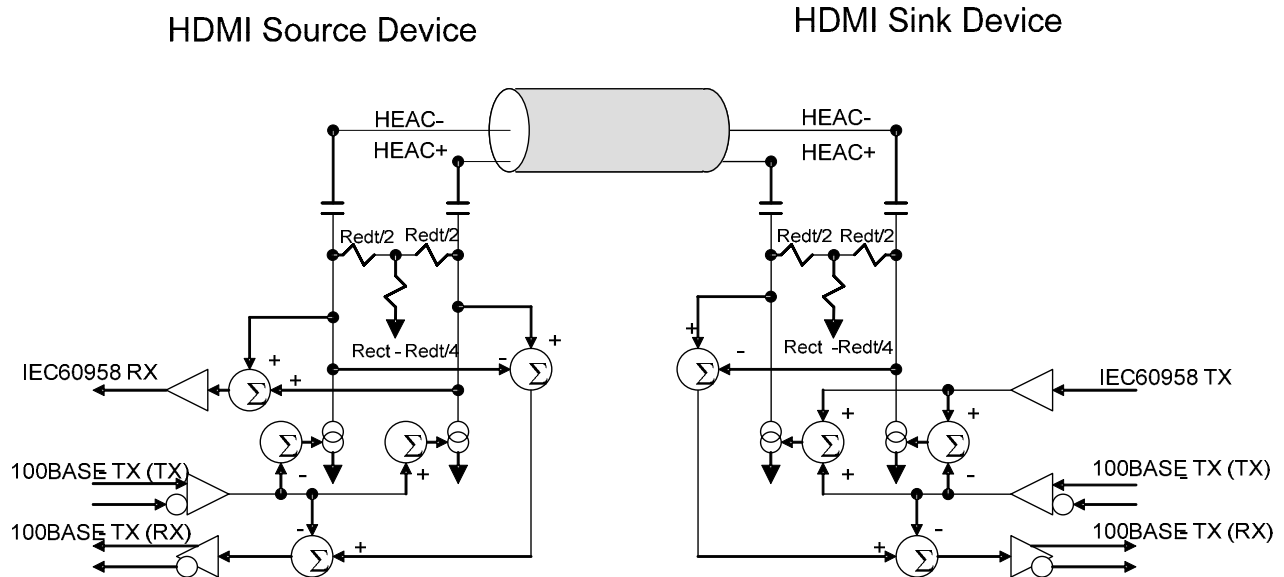 HDMI Source Device
HDMI Sink Device
HEAC-
HEAC+
HEAC-
HEAC+
Redt/2
Redt/2
Redt/2
Redt/2
Rect - Redt/4
Rect - Redt/4
+
-
Σ
+
-
Σ
IEC60958 RX
+
+
Σ
IEC60958 TX
Σ
-
Σ
+
+
Σ
+
+
Σ
-
100BASE-TX (TX)
100BASE-TX (TX)
100BASE-TX (RX)
-
Σ
+
+
-
Σ
100BASE-TX (RX)